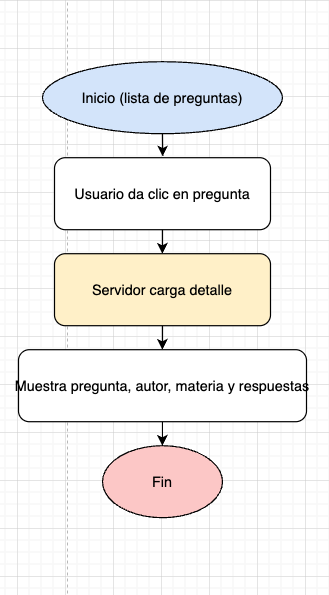 Inicio (lista de preguntas)
Usuario da clic en pregunta
Servidor carga detalle
Muestra pregunta, autor, materia y respuestas
Fin